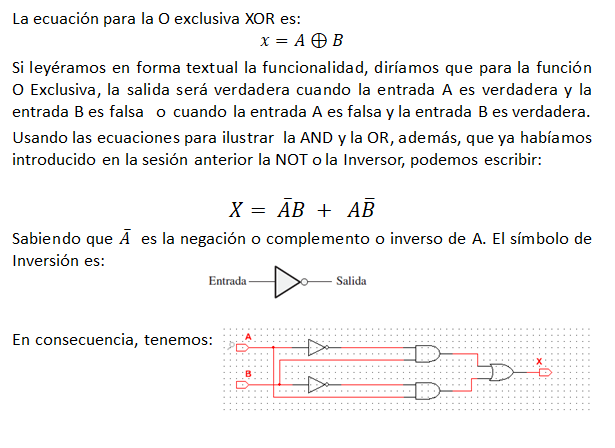 La ecuación para la O exclusiva XOR es:
x = A ⊕ B
Si leyéramos en forma textual la funcionalidad, diríamos que para la función
O Exclusiva, la salida será verdadera cuando la entrada A es verdadera y la
entrada B es falsa o cuando la entrada A es falsa y la entrada B es verdadera.
Usando las ecuaciones para ilustrar la AND y la OR, además, que ya habíamos
introducido en la sesión anterior la NOT o la Inversor, podemos escribir:
X = A̅B + AB̅
Sabiendo que A̅ es la negación o complemento o inverso de A. El símbolo de
Inversión es:
Entrada Salida
En consecuencia, tenemos:
A
B
X